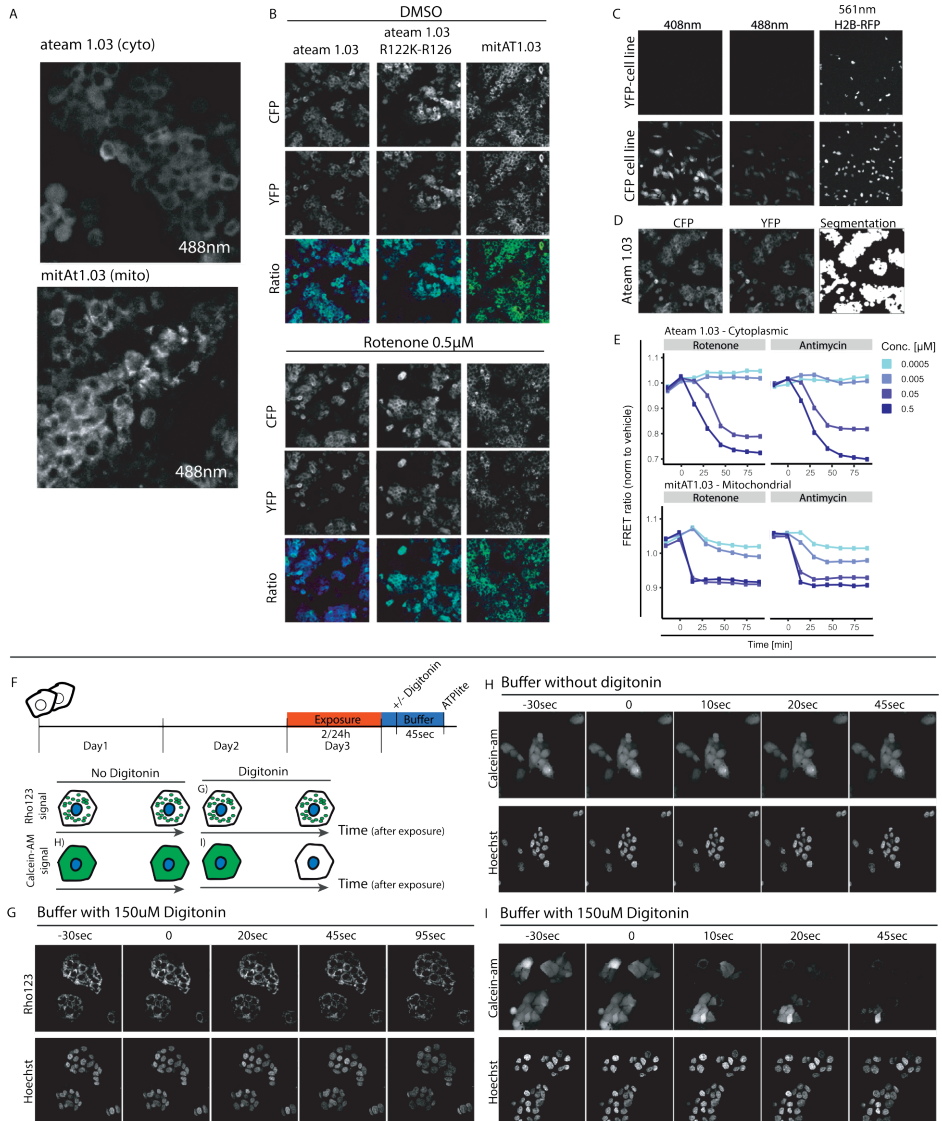 A
ateam 1.03 (cyto)
488nm
mitAt1.03 (mito)
488nm
B
DMSO
ateam 1.03
ateam 1.03
R122K-R126
mitAT1.03
CFP
YFP
Ratio
Rotenone 0.5μM
CFP
YFP
Ratio
C
408nm
488nm
561nm
H2B-RFP
YFP-cell line
CFP cell line
D
CFP
YFP
Segmentation
Ateam 1.03
E
Ateam 1.03 - Cytoplasmic
Rotenone
Antimycin
Conc. [μM]
0.0005
0.005
0.05
0.5
1.1
1.0
0.9
0.8
0.7
0 25 50 75
0 25 50 75
FRET ratio (norm to vehicle)
mitAT1.03 - Mitochondrial
Rotenone
Antimycin
1.1
1.0
0.9
0 25 50 75
0 25 50 75
Time [min]
F
+/- Digitonin
ATPlite
Exposure
Buffer
2/24h
45sec
Day1
Day2
Day3
No Digitonin
Digitonin
Rho123
signal
G)
Time (after exposure)
Calcein-AM
signal
H)
I)
Time (after exposure)
G
Buffer with 150uM Digitonin
-30sec
0
20sec
45sec
95sec
Rho123
Hoechst
H
Buffer without digitonin
-30sec
0
10sec
20sec
45sec
Calcein-am
Hoechst
I
Buffer with 150uM Digitonin
-30sec
0
10sec
20sec
45sec
Calcein-am
Hoechst